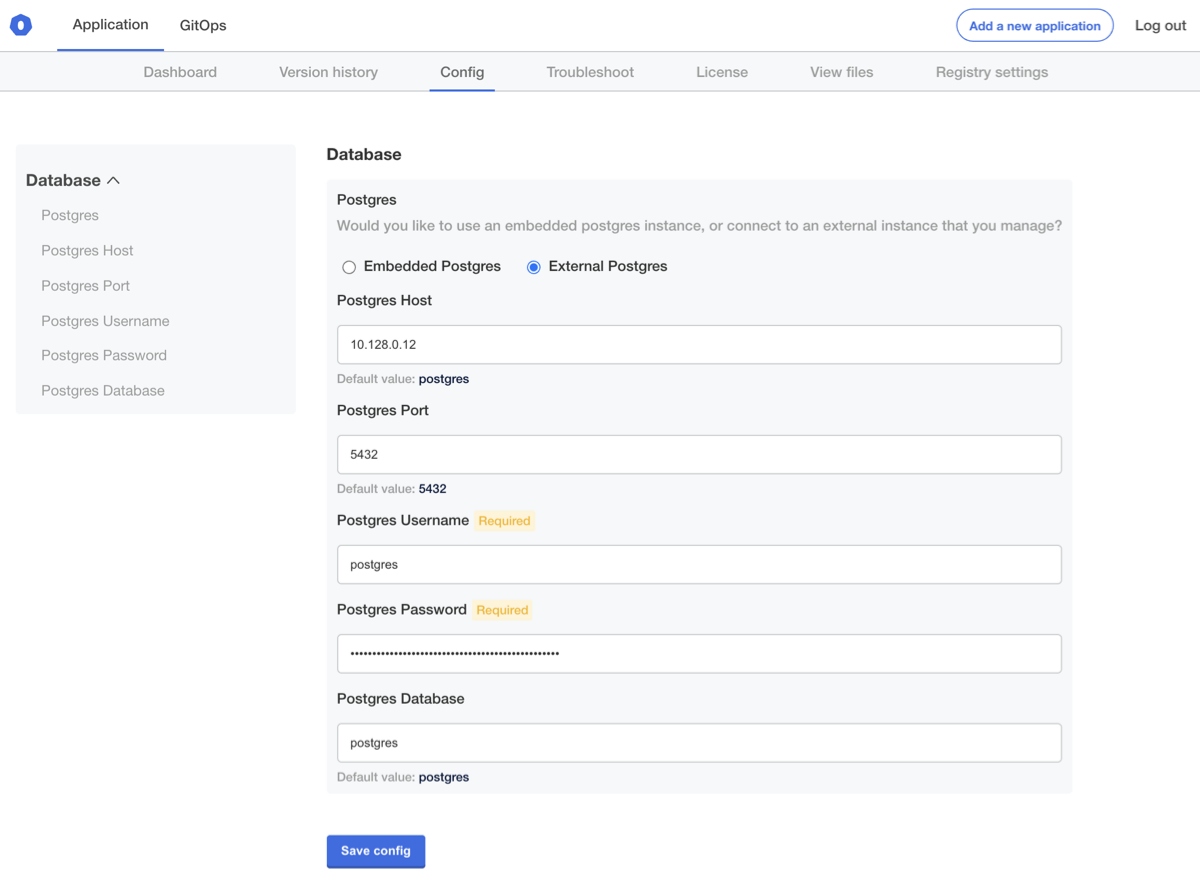 Application
GitOps
Add a new application
Log out
Dashboard
Version history
Config
Troubleshoot
License
View files
Registry settings
Database
Postgres
Postgres Host
Postgres Port
Postgres Username
Postgres Password
Postgres Database
Database
Postgres
Would you like to use an embedded postgres instance, or connect to an external instance that you manage?
Embedded Postgres
External Postgres
Postgres Host
10.128.0.12
Default value: postgres
Postgres Port
5432
Default value: 5432
Postgres Username Required
postgres
Postgres Password Required
Postgres Database
postgres
Default value: postgres
Save config